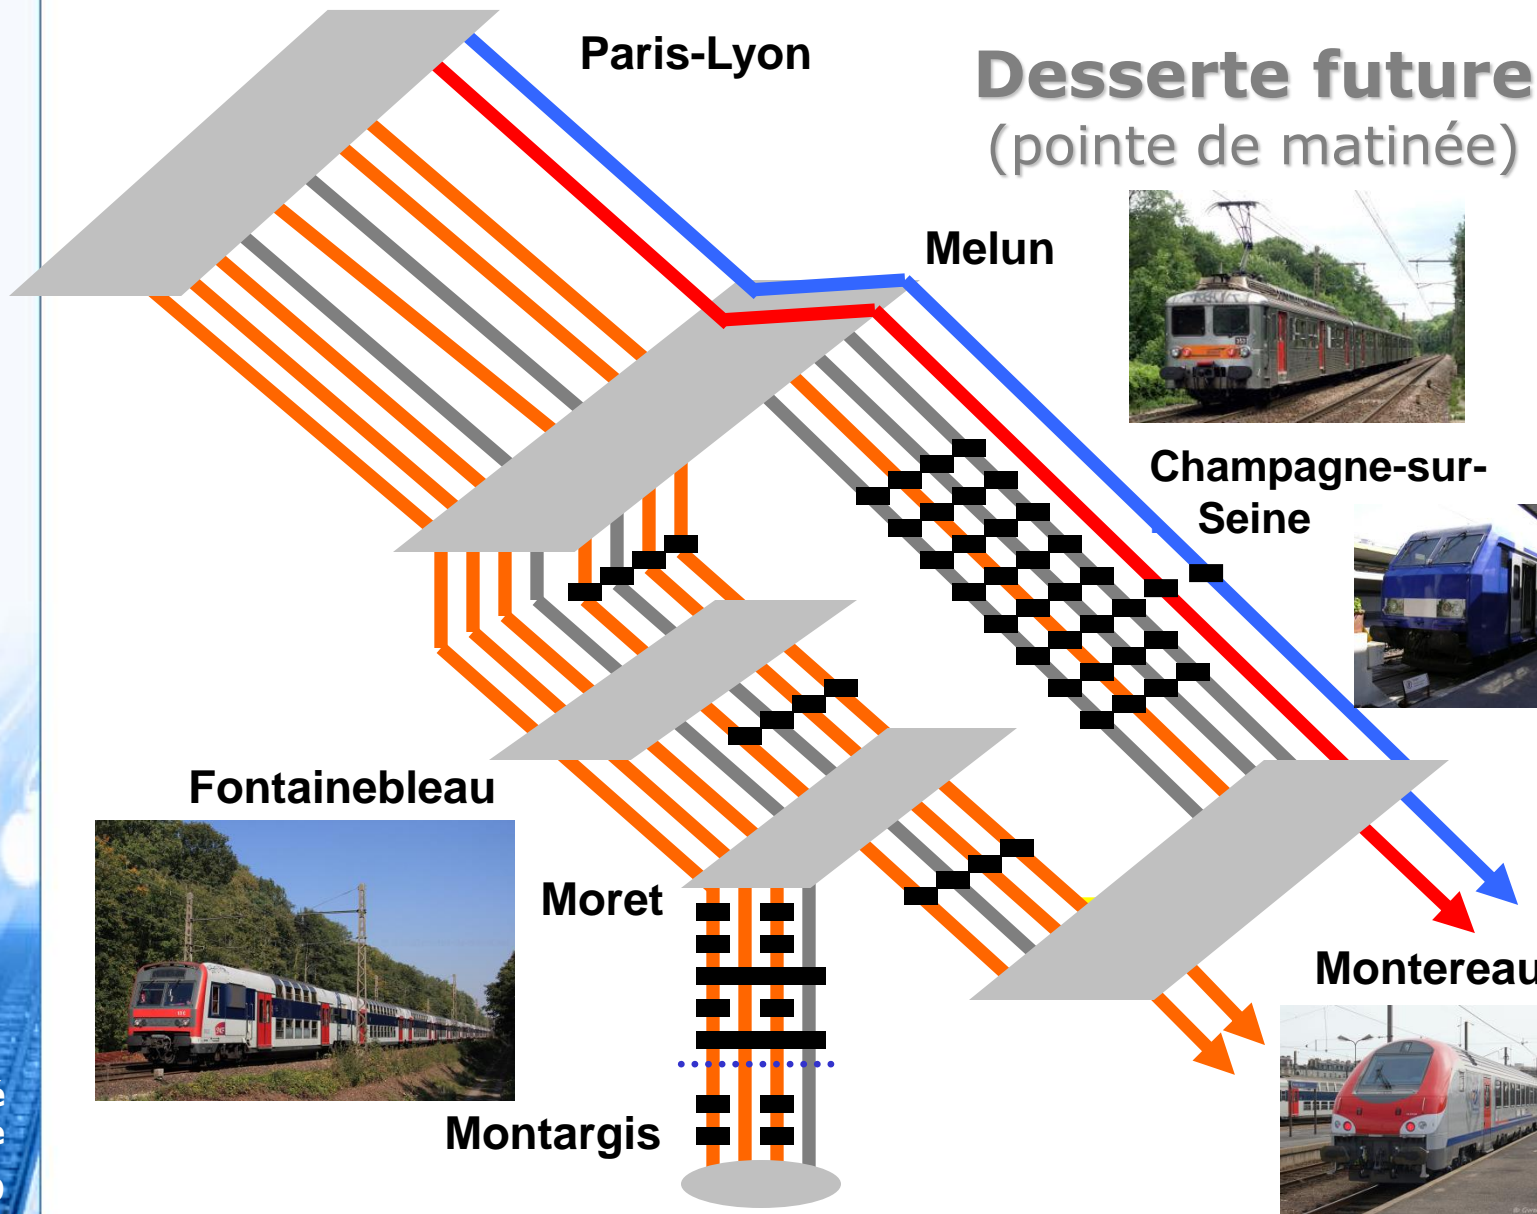 Paris-Lyon
Desserte future
(pointe de matinée)
Melun
Champagne-sur-
Seine
Fontainebleau
Moret
Montereau
Montargis